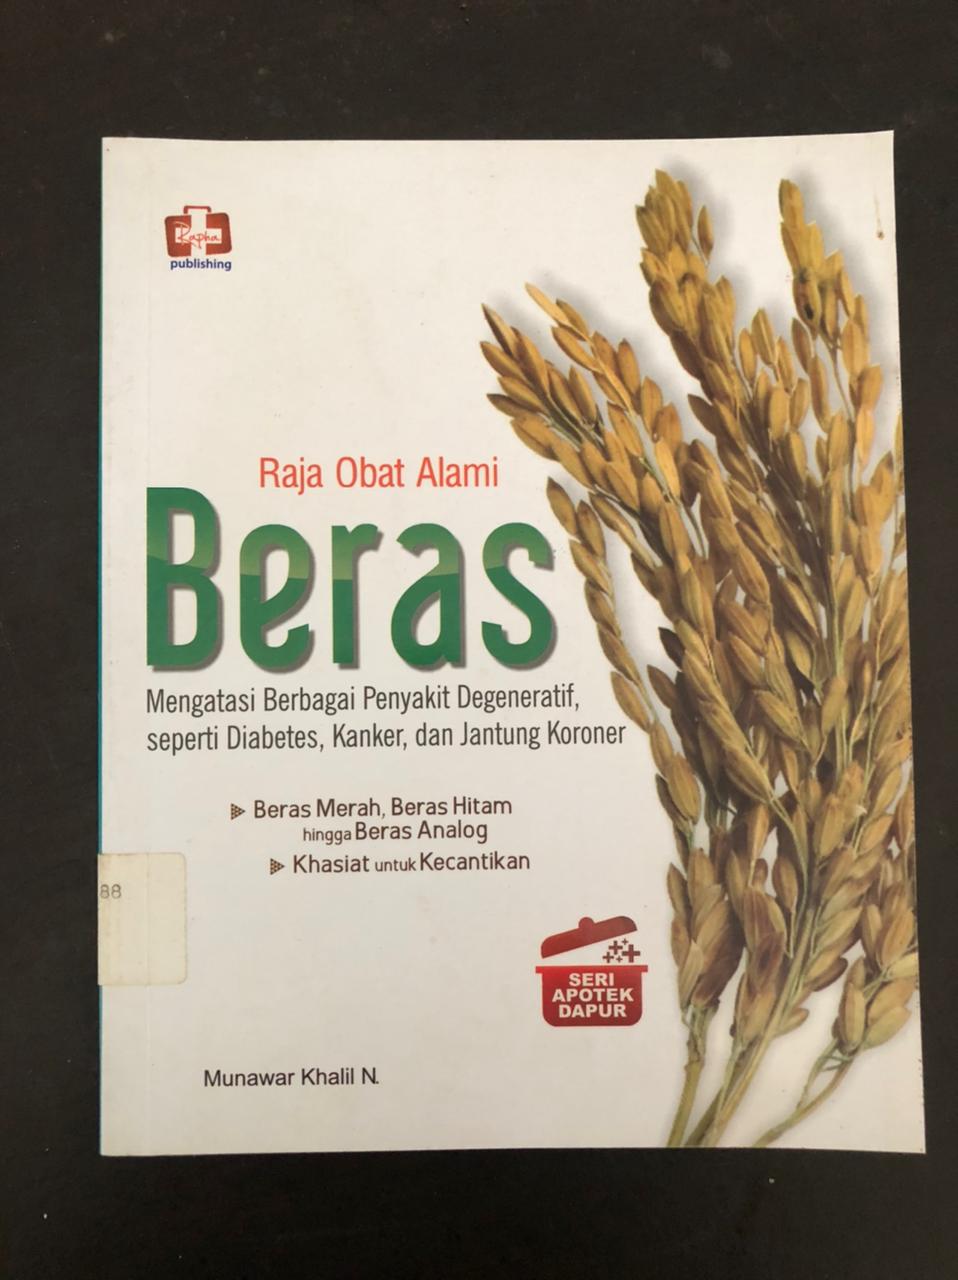 Rapha
publishing
Raja Obat Alami
Beras
Mengatasi Berbagai Penyakit Degeneratif,
seperti Diabetes, Kanker, dan Jantung Koroner
Beras Merah, Beras Hitam
hingga Beras Analog
Khasiat untuk Kecantikan
88
SERI
APOTEK
DAPUR
Munawar Khalil N.